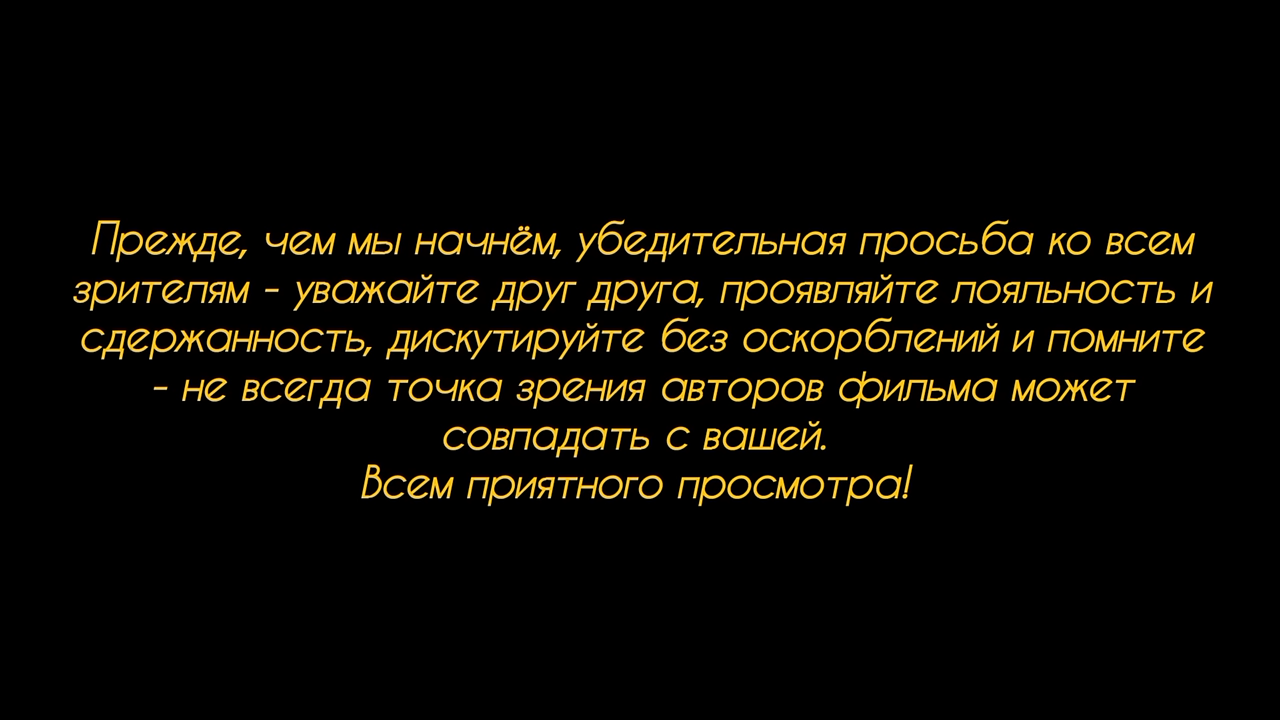 Прежде, чем мы начнём, убедительная просьба ко всем
зрителям - уважайте друг друга, проявляйте лояльность и
сдержанность, дискутируйте без оскорблений и помните
- не всегда точка зрения авторов фильма может
совпадать с вашей.
Всем приятного просмотра!